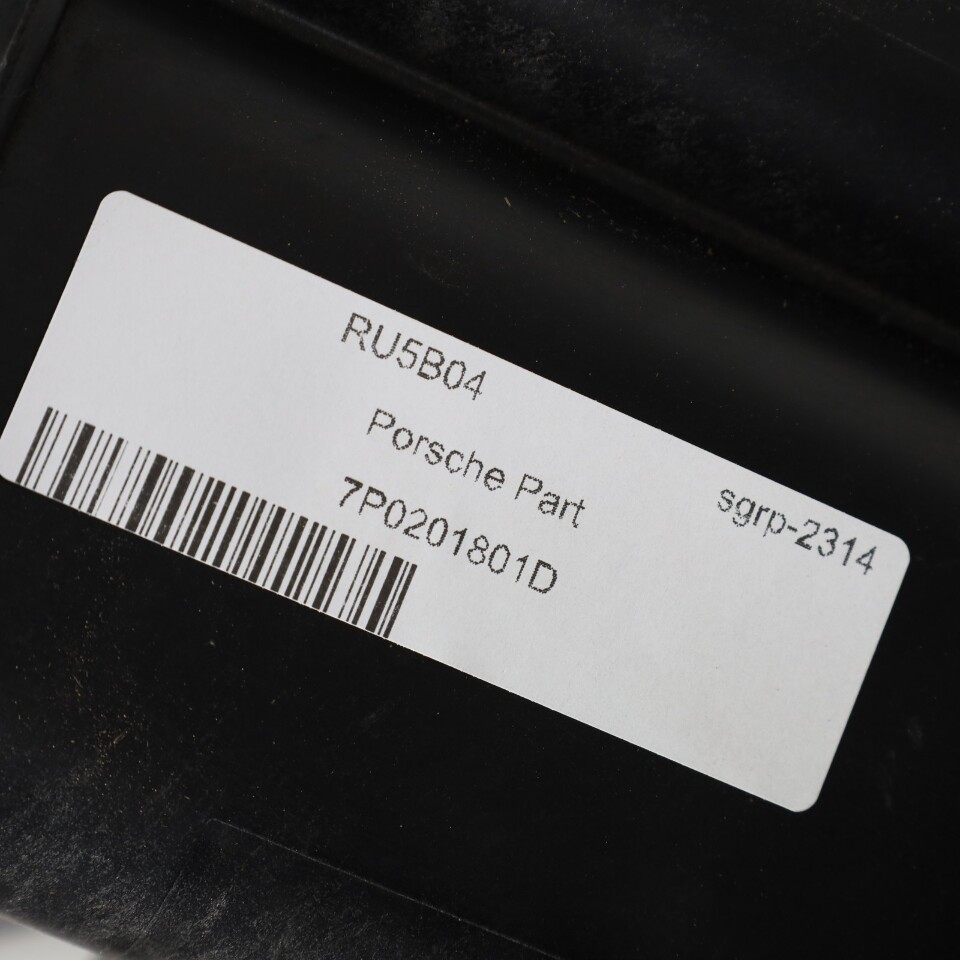 RU5B04
Porsche Part
7P0201801D
sgrp-2314